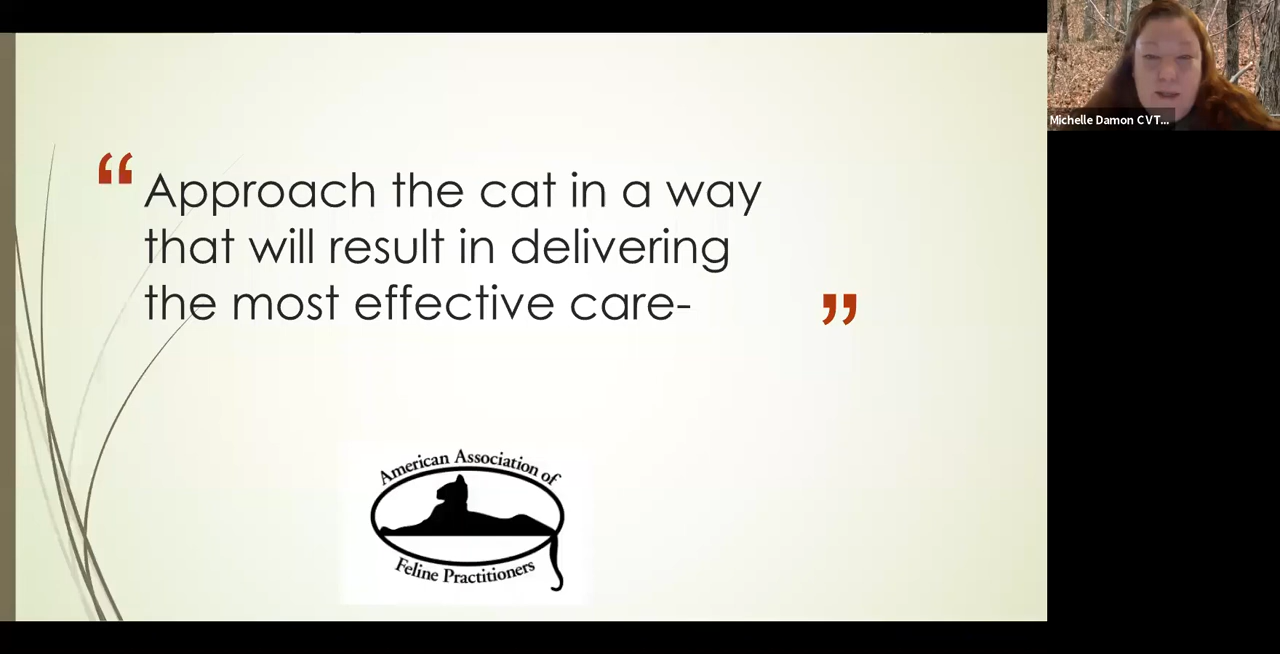 “Approach the cat in a way
that will result in delivering
the most effective care- ”
American Association of
Feline Practitioners
Michelle Damon CVT...